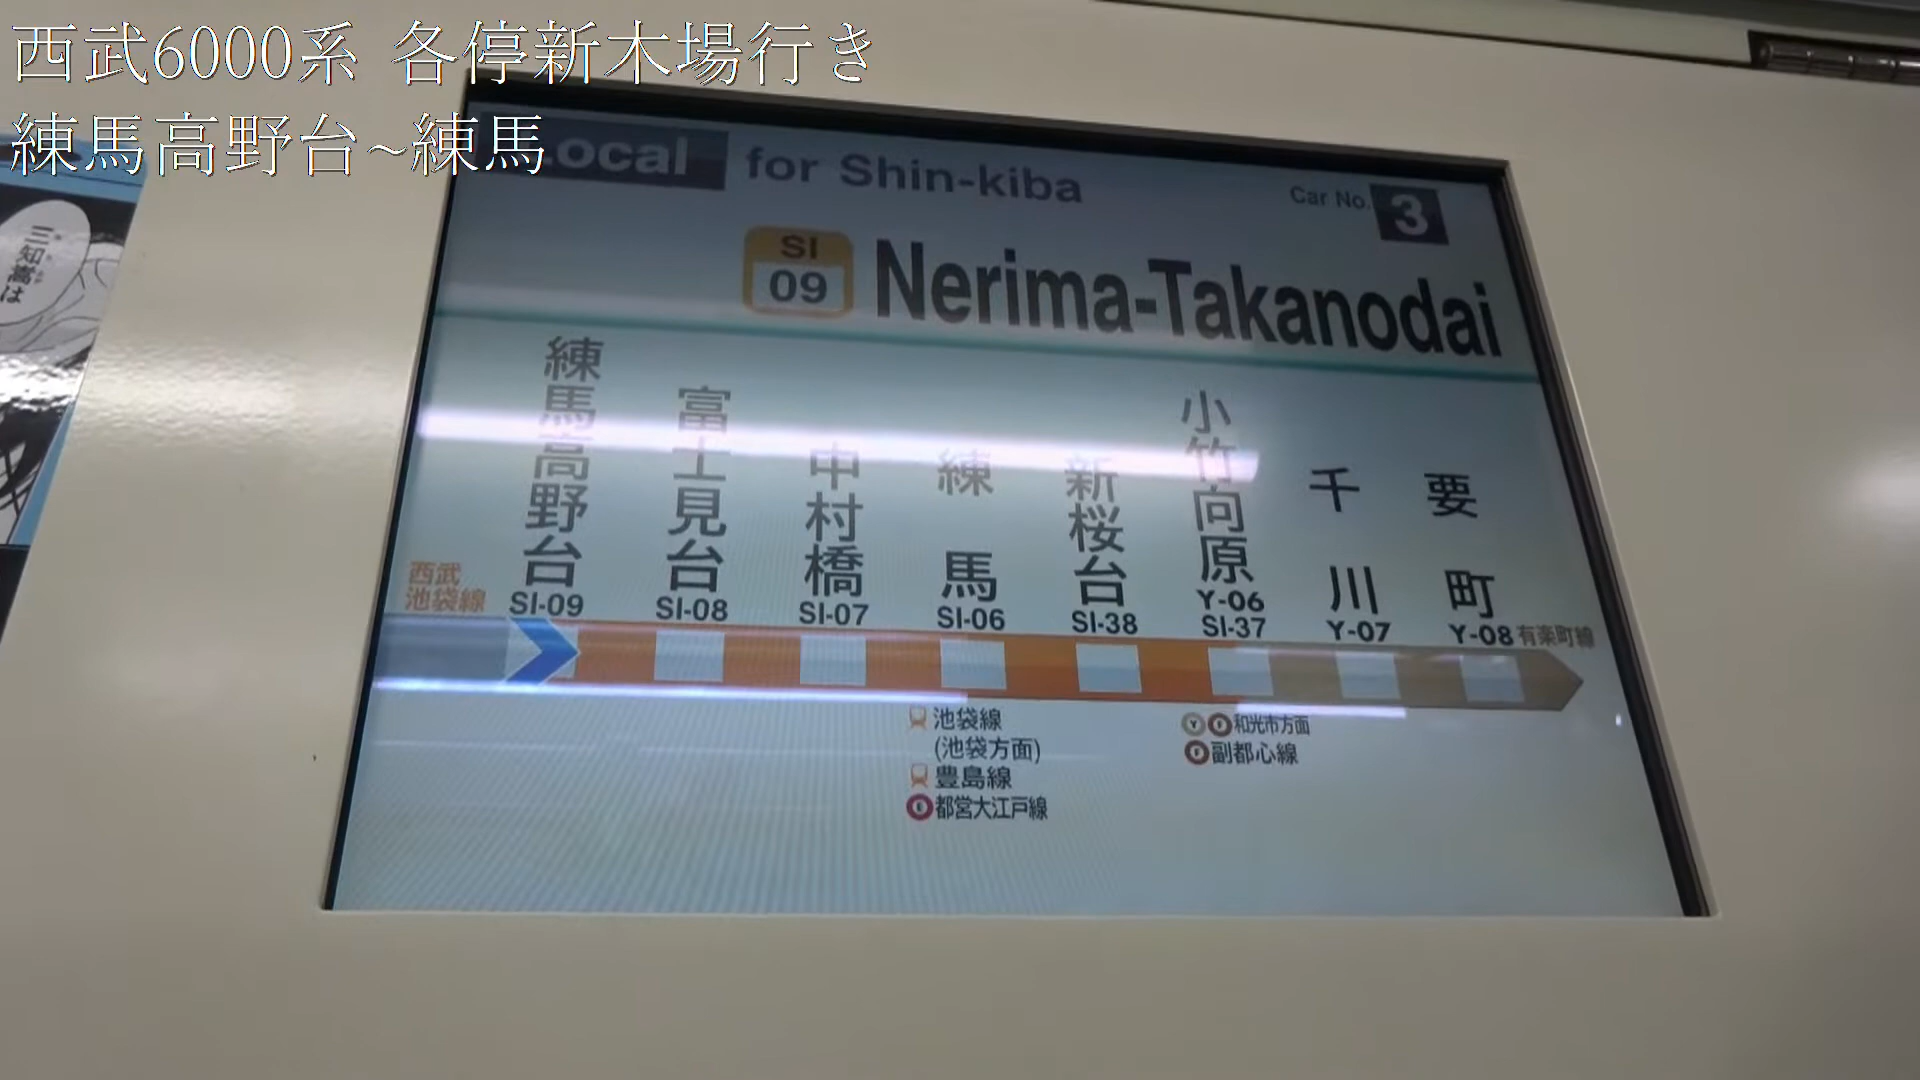 西武6000系 各停新木場行き
練馬高野台~練馬
Local for Shin-kiba
Car No. 3
SI
09
Nerima-Takanodai
練馬高野台
富士見台
中村橋
練馬
新桜台
小竹向原
千川
要町
西武
池袋線
SI-09
SI-08
SI-07
SI-06
SI-38
Y-06
SI-37
Y-07
Y-08
有楽町線
池袋線
(池袋方面)
豊島線
E 都営大江戸線
Y F 和光市方面
F 副都心線
三知嵩は